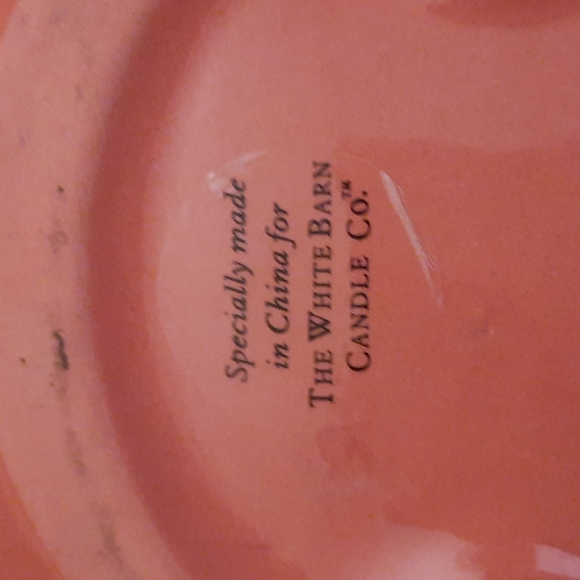 Specially made
in China for
THE WHITE BARN
CANDLE CO.™